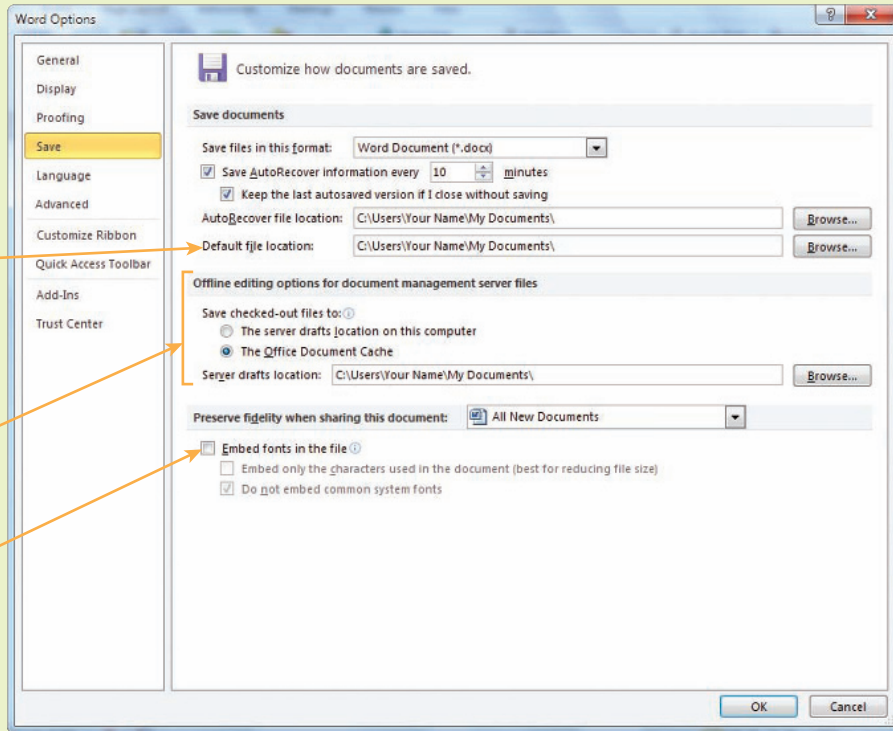 Word Options
General
Display
Proofing
Save
Language
Advanced
Customize Ribbon
Quick Access Toolbar
Add-Ins
Trust Center
Customize how documents are saved.
Save documents
Save files in this format: Word Document (*.docx)
Save AutoRecover information every 10 minutes
Keep the last autosaved version if I close without saving
AutoRecover file location: C:\Users\Your Name\My Documents\ Browse...
Default file location: C:\Users\Your Name\My Documents\ Browse...
Offline editing options for document management server files
Save checked-out files to:
The server drafts location on this computer
The Office Document Cache
Server drafts location: C:\Users\Your Name\My Documents\ Browse...
Preserve fidelity when sharing this document: All New Documents
Embed fonts in the file
Embed only the characters used in the document (best for reducing file size)
Do not embed common system fonts
OK Cancel